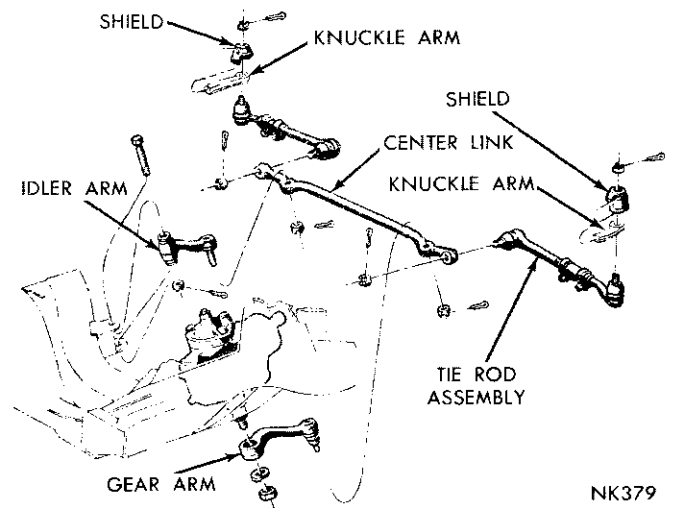 SHIELD
KNUCKLE ARM
SHIELD
CENTER LINK
KNUCKLE ARM
IDLER ARM
TIE ROD
ASSEMBLY
GEAR ARM
NK379